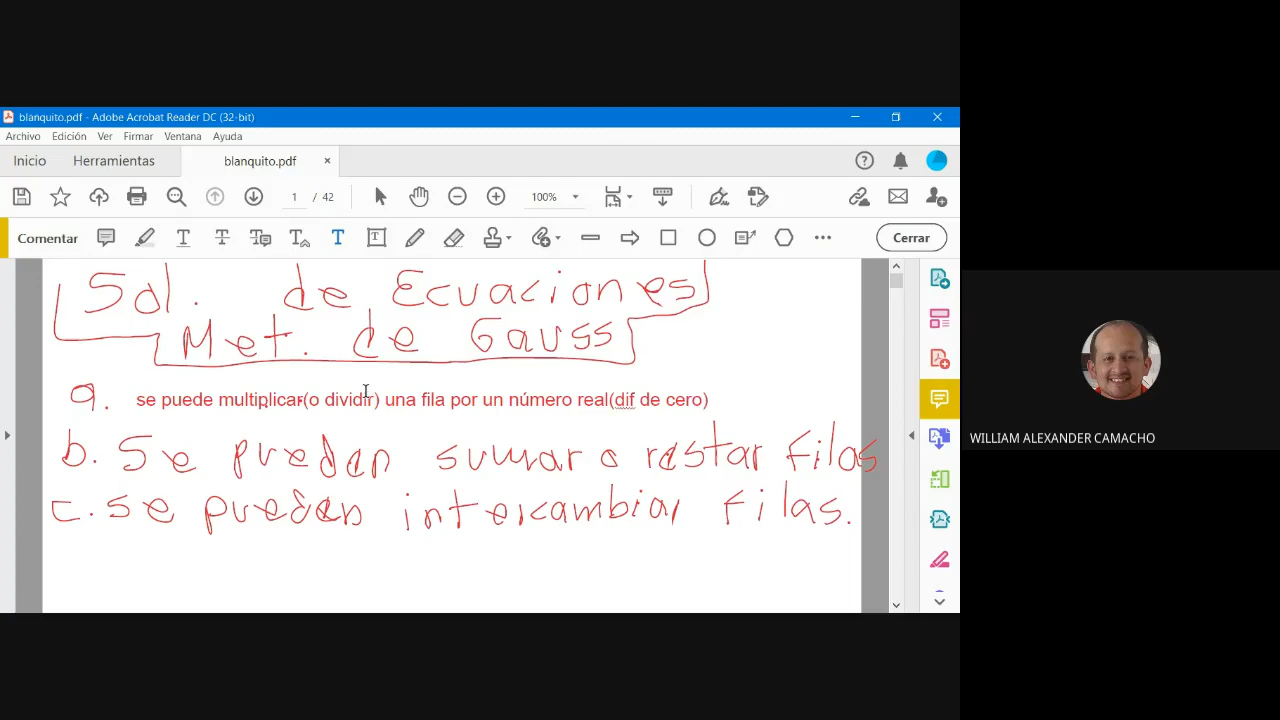 blanquito.pdf - Adobe Acrobat Reader DC (32-bit)
Archivo Edición Ver Firmar Ventana Ayuda
Inicio Herramientas blanquito.pdf ×
1 / 42 100%
Comentar Cerrar
Sol. de Ecuaciones
Met. de Gauss
a. se puede multiplicar(o dividir) una fila por un número real(dif de cero)
b. Se pueden sumar o restar filas
c. se pueden intercambiar filas.
WILLIAM ALEXANDER CAMACHO